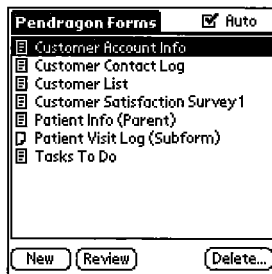 Pendragon Forms Auto
Customer Account Info
Customer Contact Log
Customer List
Customer Satisfaction Survey1
Patient Info (Parent)
Patient Visit Log (Subform)
Tasks To Do
New Review Delete...